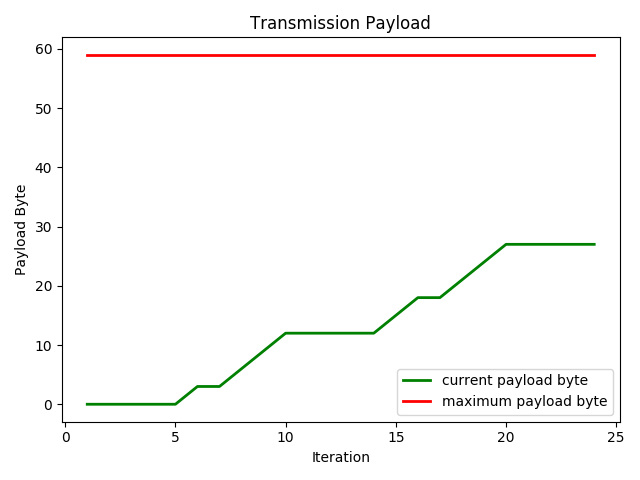 Transmission Payload
60
50
40
30
20
10
0
Payload Byte
current payload byte
maximum payload byte
0 5 10 15 20 25
Iteration